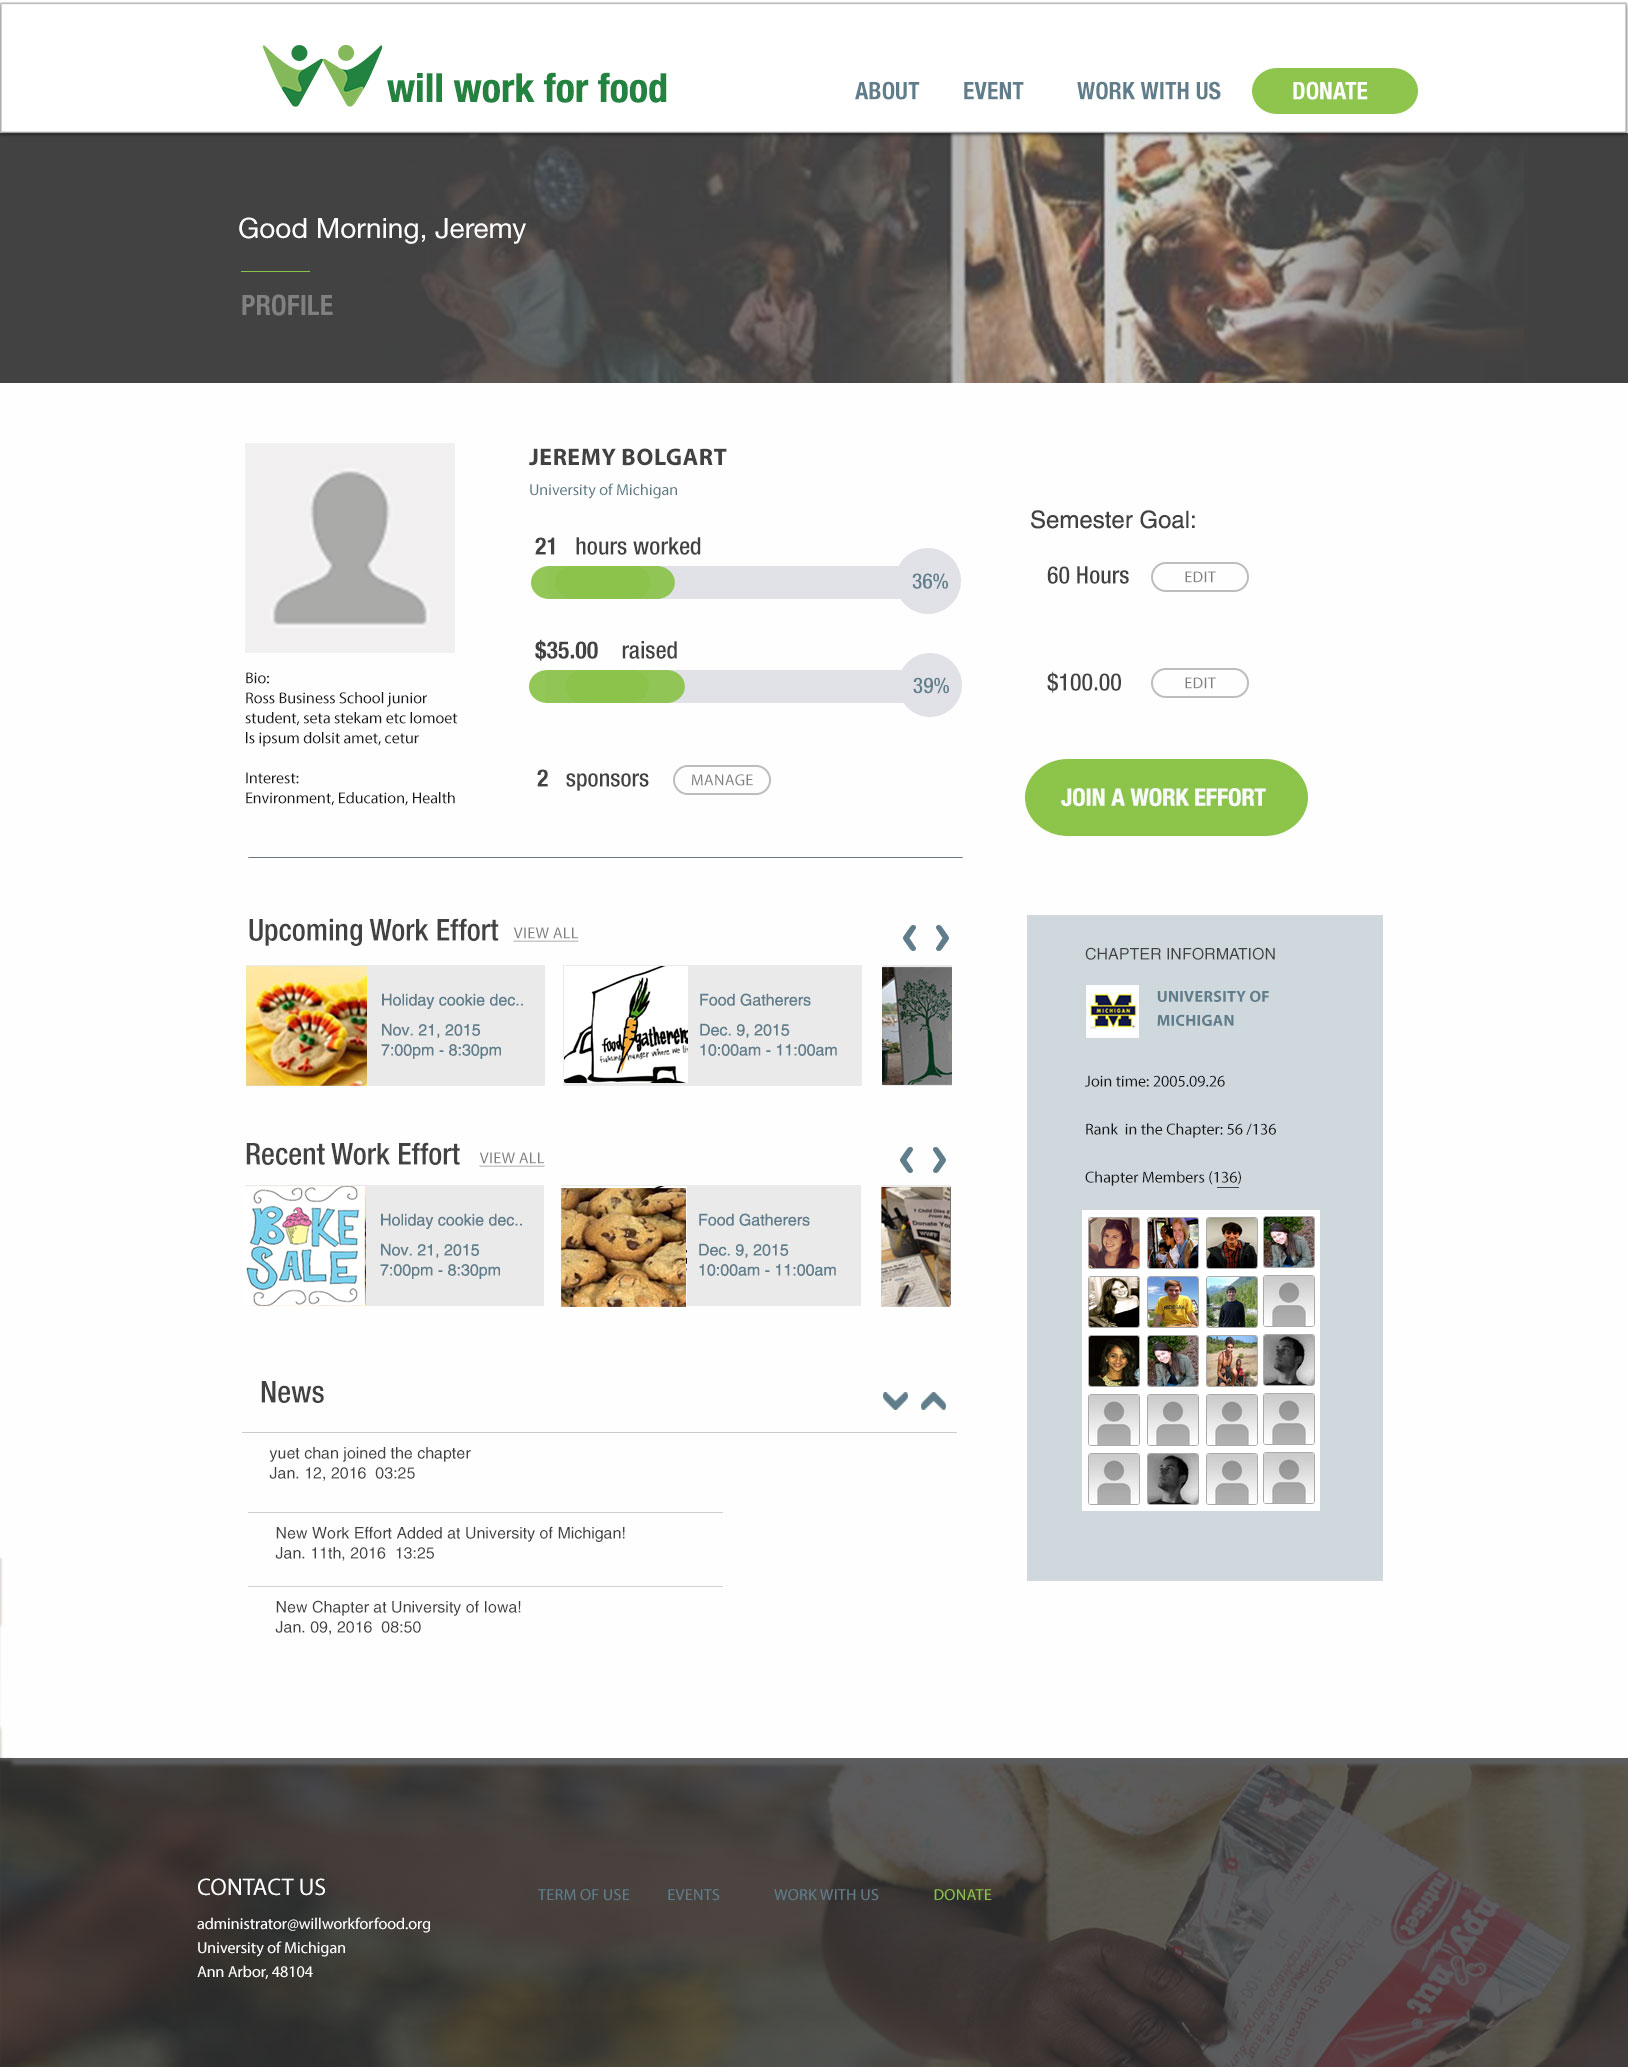 will work for food
ABOUT
EVENT
WORK WITH US
DONATE
Good Morning, Jeremy
PROFILE
JEREMY BOLGART
University of Michigan
21 hours worked
36%
$35.00 raised
39%
2 sponsors
MANAGE
Semester Goal:
60 Hours
EDIT
$100.00
EDIT
JOIN A WORK EFFORT
Bio:
Ross Business School junior
student, seta stekam etc lomoet
ls ipsum dolsit amet, cetur
Interest:
Environment, Education, Health
Upcoming Work Effort
VIEW ALL
Holiday cookie dec..
Nov. 21, 2015
7:00pm - 8:30pm
food gatherers
Food Gatherers
Dec. 9, 2015
10:00am - 11:00am
Recent Work Effort
VIEW ALL
BAKE
SALE
Holiday cookie dec..
Nov. 21, 2015
7:00pm - 8:30pm
Food Gatherers
Dec. 9, 2015
10:00am - 11:00am
News
yuet chan joined the chapter
Jan. 12, 2016 03:25
New Work Effort Added at University of Michigan!
Jan. 11th, 2016 13:25
New Chapter at University of Iowa!
Jan. 09, 2016 08:50
CHAPTER INFORMATION
MICHIGAN
UNIVERSITY OF
MICHIGAN
Join time: 2005.09.26
Rank in the Chapter: 56 /136
Chapter Members (136)
CONTACT US
administrator@willworkforfood.org
University of Michigan
Ann Arbor, 48104
TERM OF USE
EVENTS
WORK WITH US
DONATE